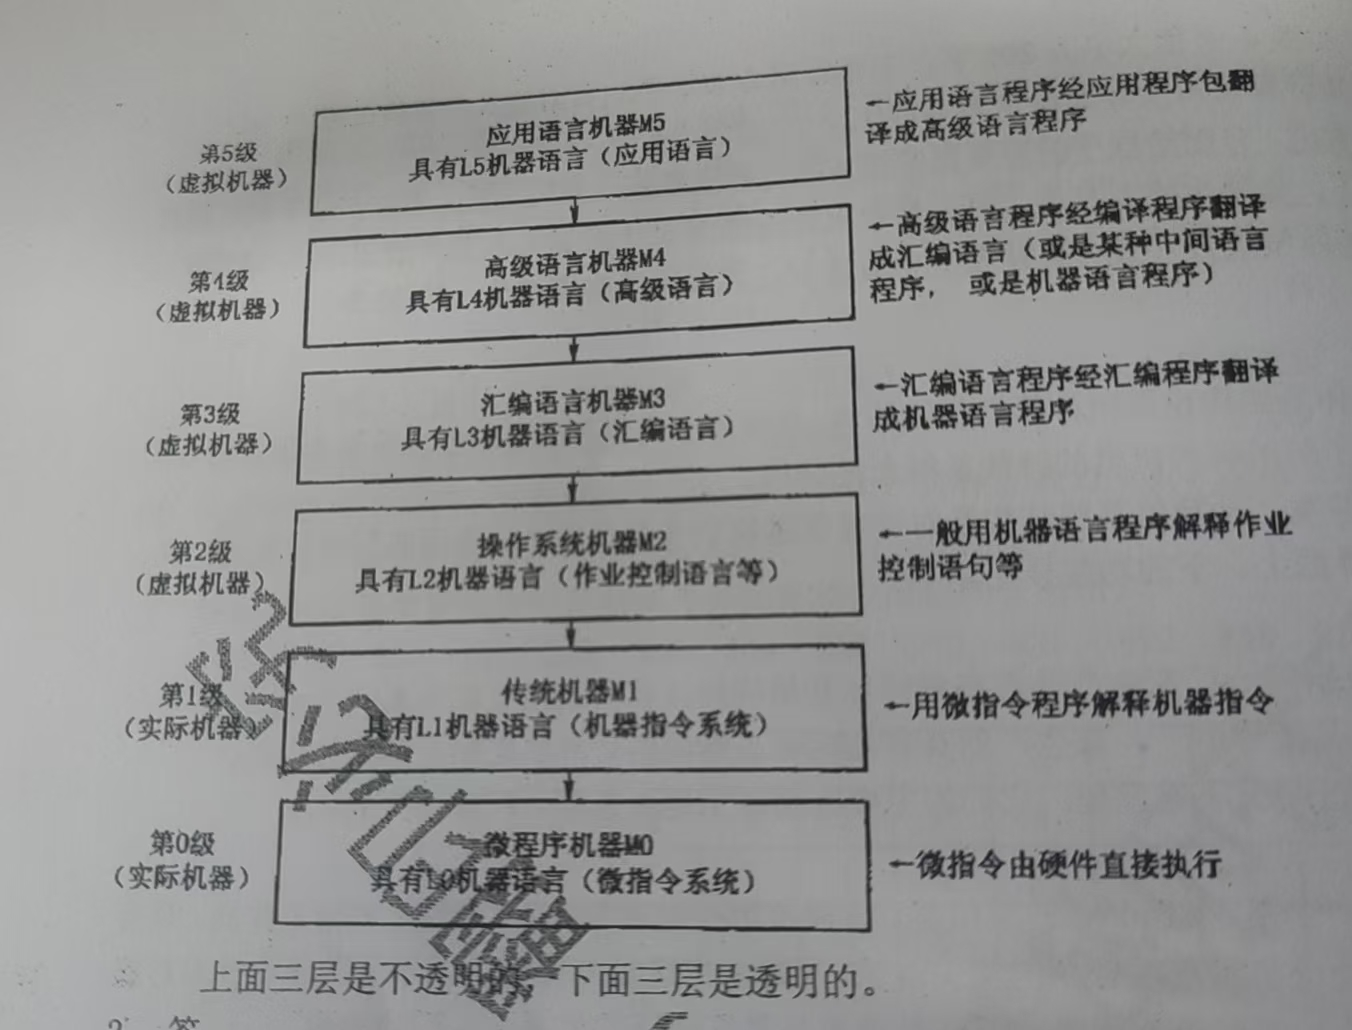 第5级
（虚拟机器）
应用语言机器M5
具有L5机器语言（应用语言）
←应用语言程序经应用程序包翻
译成高级语言程序
第4级
（虚拟机器）
高级语言机器M4
具有L4机器语言（高级语言）
←高级语言程序经编译程序翻译
成汇编语言（或是某种中间语言
程序， 或是机器语言程序）
第3级
（虚拟机器）
汇编语言机器M3
具有L3机器语言（汇编语言）
←汇编语言程序经汇编程序翻译
成机器语言程序
第2级
（虚拟机器）
操作系统机器M2
具有L2机器语言（作业控制语言等）
←一般用机器语言程序解释作业
控制语句等
第1级
（实际机器）
传统机器M1
具有L1机器语言（机器指令系统）
←用微指令程序解释机器指令
第0级
（实际机器）
微程序机器M0
具有L0机器语言（微指令系统）
←微指令由硬件直接执行
上面三层是不透明的，下面三层是透明的。